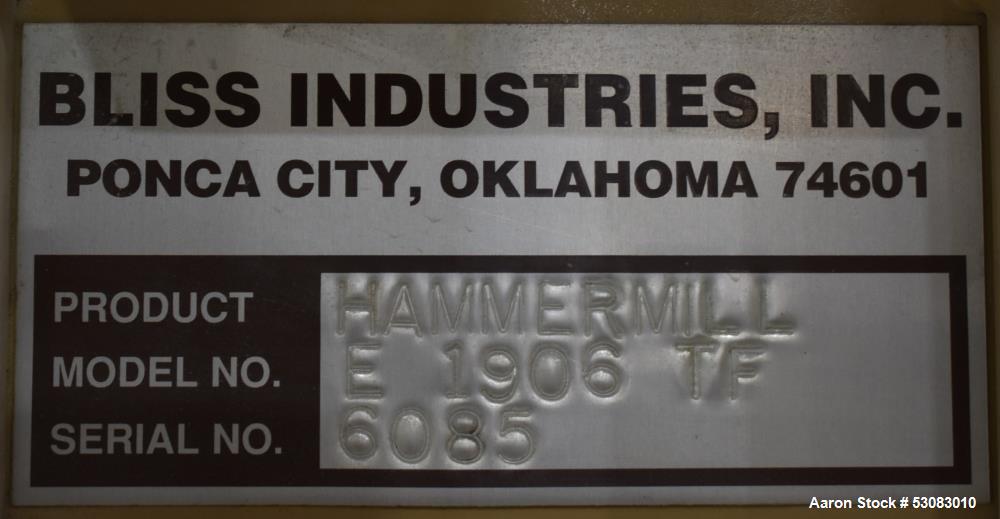 BLISS INDUSTRIES, INC.
PONCA CITY, OKLAHOMA 74601
PRODUCT HAMMERMILL
MODEL NO. E 1906 TF
SERIAL NO. 6085
Aaron Stock # 53083010